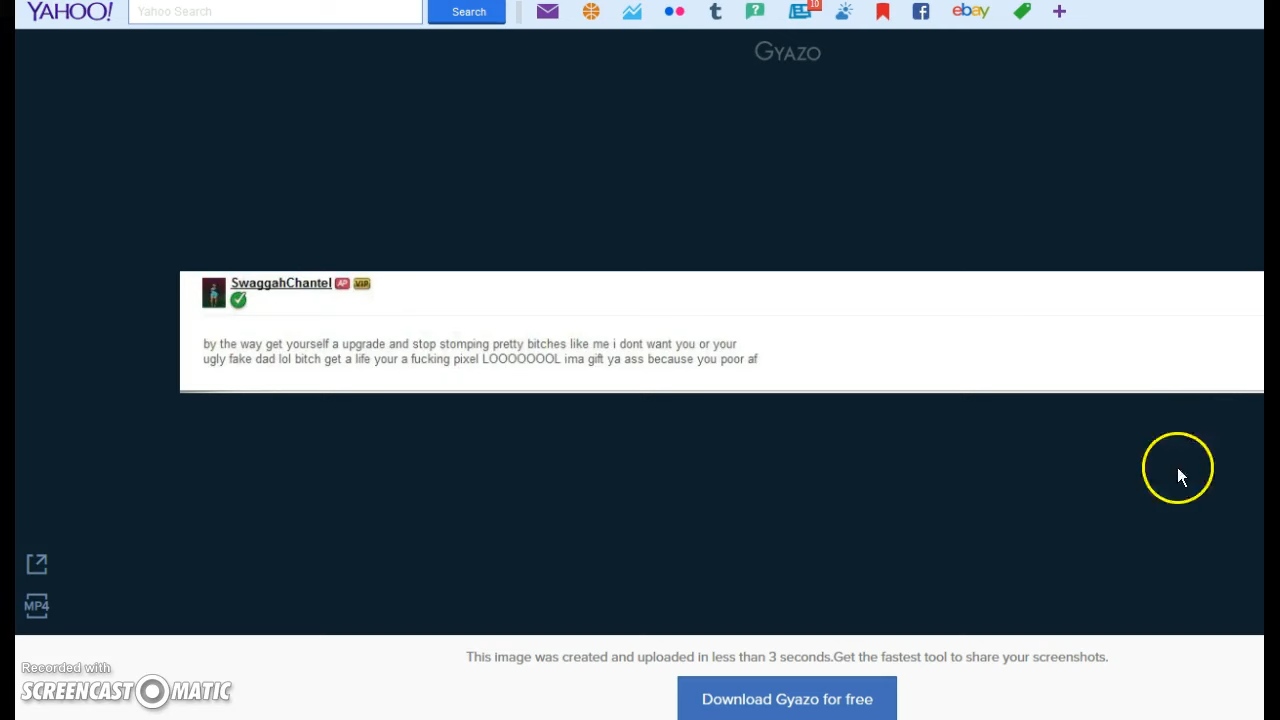 YAHOO!
Yahoo Search
Search
10
ebay
GYAZO
SwaggahChantel AP VIP
by the way get yourself a upgrade and stop stomping pretty bitches like me i dont want you or your
ugly fake dad lol bitch get a life your a fucking pixel LOOOOOOOL ima gift ya ass because you poor af
MP4
This image was created and uploaded in less than 3 seconds.Get the fastest tool to share your screenshots.
Download Gyazo for free
Recorded with
SCREENCAST O MATIC